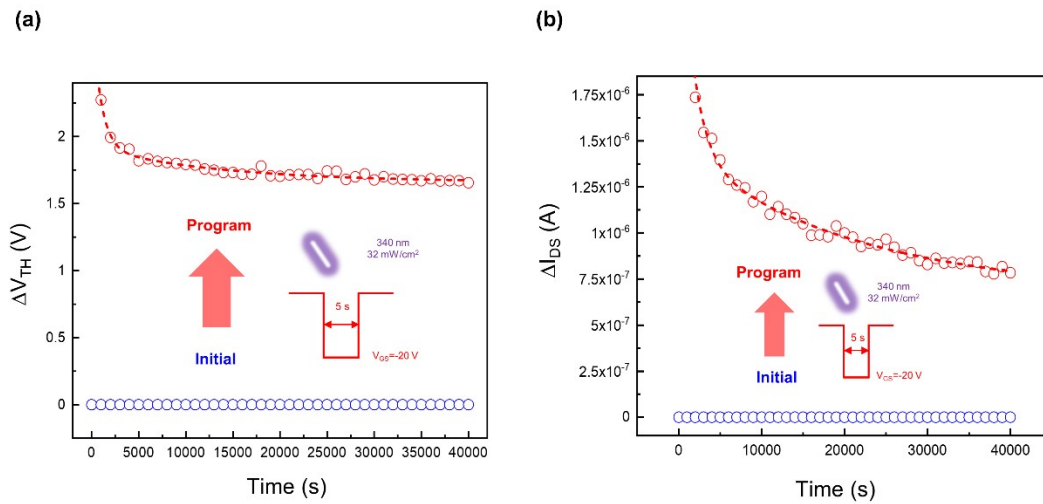 (a)
ΔV_TH (V)
2
1.5
1
0.5
0
Program
Initial
340 nm
32 mW/cm²
5 s
V_GS=-20 V
0 5000 10000 15000 20000 25000 30000 35000 40000
Time (s)
(b)
ΔI_DS (A)
1.75x10⁻⁶
1.5x10⁻⁶
1.25x10⁻⁶
1x10⁻⁶
7.5x10⁻⁷
5x10⁻⁷
2.5x10⁻⁷
0
Program
Initial
340 nm
32 mW/cm²
5 s
V_GS=-20 V
0 10000 20000 30000 40000
Time (s)